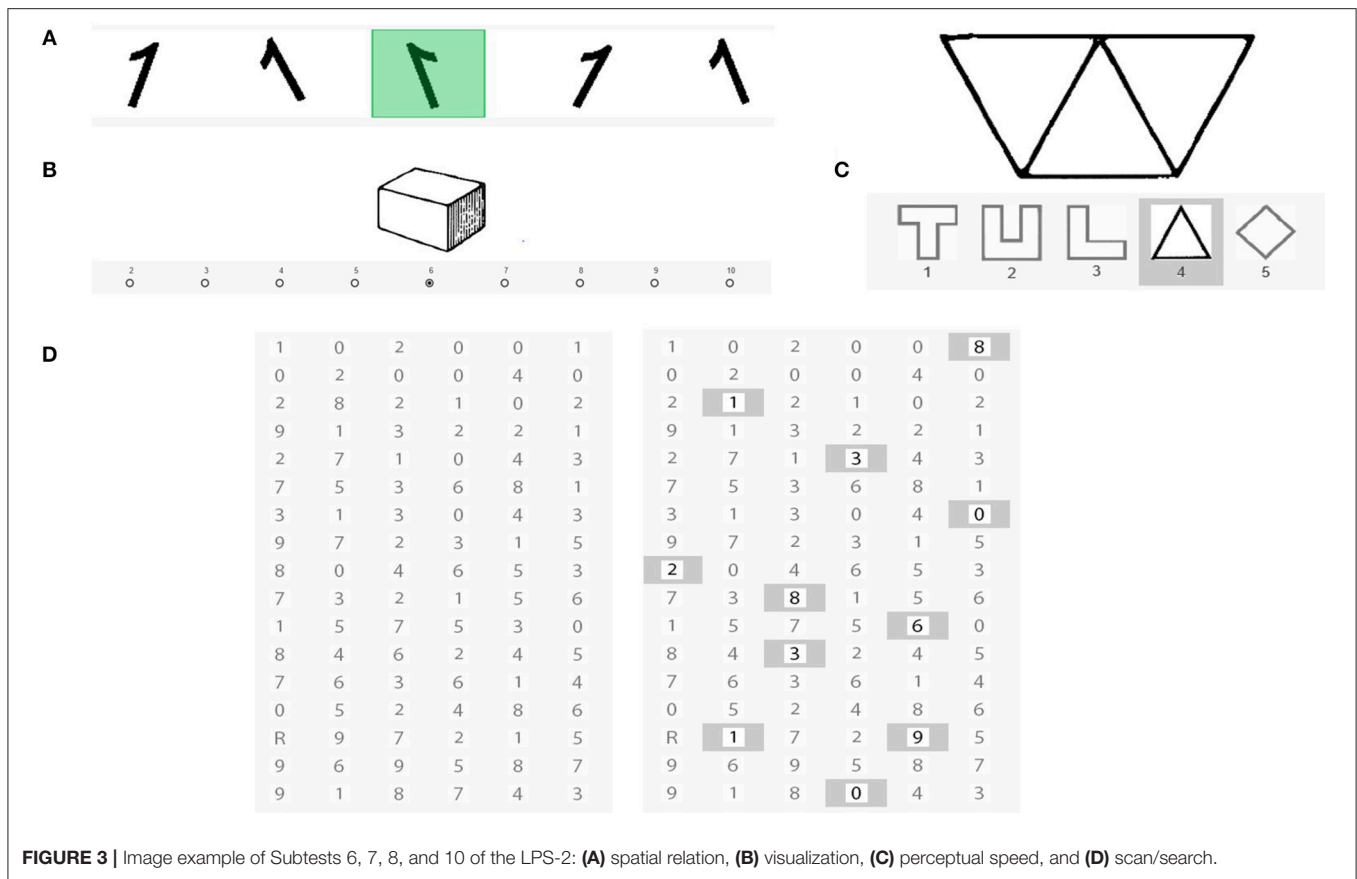 A
1 1 1 1 1
B
2 3 4 5 6 7 8 9 10
C
1 2 3 4 5
D
1 0 2 0 0 1
0 2 0 0 4 0
2 8 2 1 0 2
9 1 3 2 2 1
2 7 1 0 4 3
7 5 3 6 8 1
3 1 3 0 4 3
9 7 2 3 1 5
8 0 4 6 5 3
7 3 2 1 5 6
1 5 7 5 3 0
8 4 6 2 4 5
7 6 3 6 1 4
0 5 2 4 8 6
R 9 7 2 1 5
9 6 9 5 8 7
9 1 8 7 4 3
1 0 2 0 0 8
0 2 0 0 4 0
2 1 2 1 0 2
9 1 3 2 2 1
2 7 1 3 4 3
7 5 3 6 8 1
3 1 3 0 4 0
9 7 2 3 1 5
2 0 4 6 5 3
7 3 8 1 5 6
1 5 7 5 6 0
8 4 3 2 4 5
7 6 3 6 1 4
0 5 2 4 8 6
R 1 7 2 9 5
9 6 9 5 8 7
9 1 8 0 4 3
FIGURE 3 | Image example of Subtests 6, 7, 8, and 10 of the LPS-2: (A) spatial relation, (B) visualization, (C) perceptual speed, and (D) scan/search.